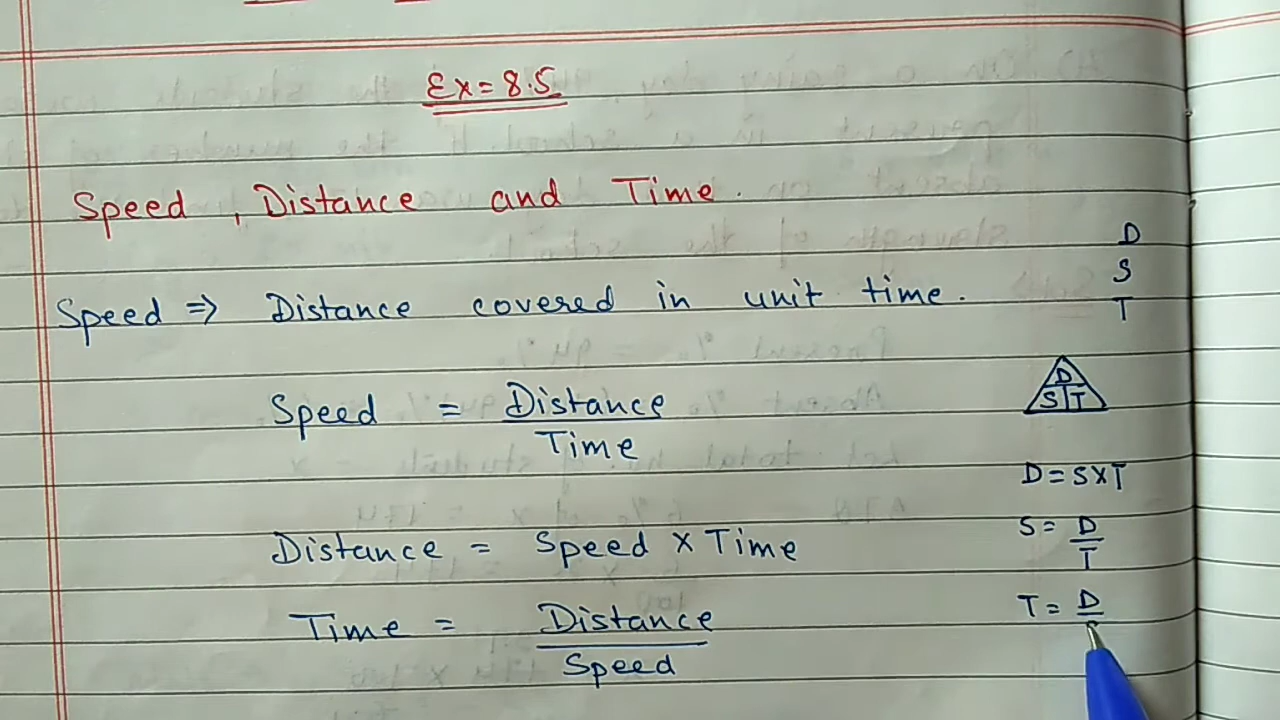 Ex = 8.5
Speed , Distance and Time .
Speed ⇒ Distance covered in unit time .
Speed = Distance
Time
Distance = Speed × Time
Time = Distance
Speed
D
S
T
D
S T
D = S × T
S = D
T
T = D